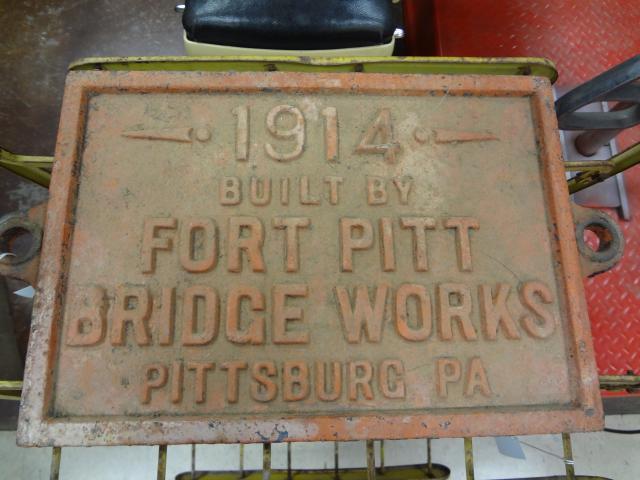 1914
BUILT BY
FORT PITT
BRIDGE WORKS
PITTSBURG PA